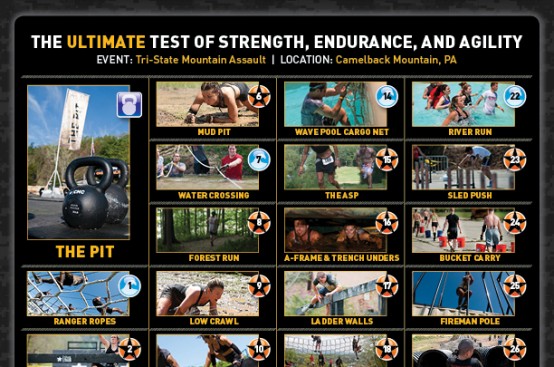 THE ULTIMATE TEST OF STRENGTH, ENDURANCE, AND AGILITY
EVENT: Tri-State Mountain Assault | LOCATION: Camelback Mountain, PA
THE PIT
6
MUD PIT
14
WAVE POOL CARGO NET
22
RIVER RUN
7
WATER CROSSING
15
THE ASP
23
SLED PUSH
8
FOREST RUN
16
A-FRAME & TRENCH UNDERS
24
BUCKET CARRY
1
RANGER ROPES
9
LOW CRAWL
17
LADDER WALLS
25
FIREMAN POLE
2
10
18
26